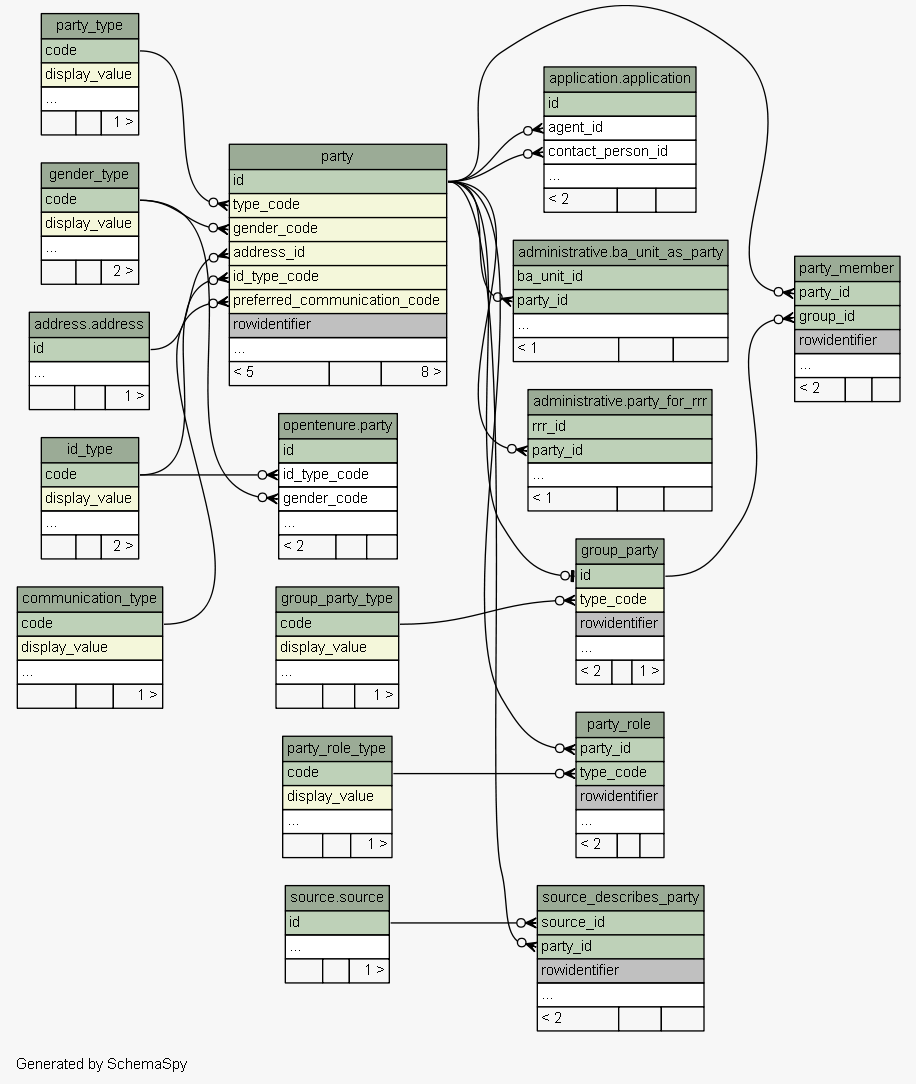 party_type
code
display_value
...
1 >
gender_type
code
display_value
...
2 >
address.address
id
...
1 >
id_type
code
display_value
...
2 >
communication_type
code
display_value
...
1 >
party
id
type_code
gender_code
address_id
id_type_code
preferred_communication_code
rowidentifier
...
< 5 8 >
opentenure.party
id
id_type_code
gender_code
...
< 2
group_party_type
code
display_value
...
1 >
party_role_type
code
display_value
...
1 >
source.source
id
...
1 >
application.application
id
agent_id
contact_person_id
...
< 2
administrative.ba_unit_as_party
ba_unit_id
party_id
...
< 1
administrative.party_for_rrr
rrr_id
party_id
...
< 1
group_party
id
type_code
rowidentifier
...
< 2 1 >
party_role
party_id
type_code
rowidentifier
...
< 2
source_describes_party
source_id
party_id
rowidentifier
...
< 2
party_member
party_id
group_id
rowidentifier
...
< 2
Generated by SchemaSpy